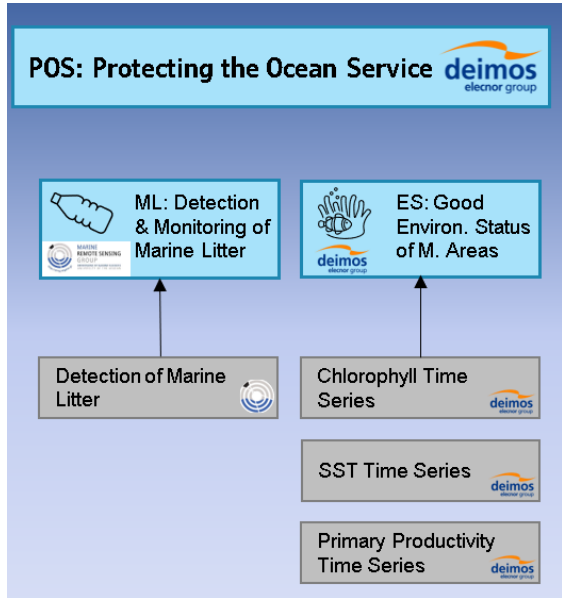 POS: Protecting the Ocean Service
deimos
elecnor group
ML: Detection
& Monitoring of
Marine Litter
MARINE
REMOTE SENSING
GROUP
ES: Good
Environ. Status
of M. Areas
deimos
elecnor group
Detection of Marine
Litter
Chlorophyll Time
Series
deimos
elecnor group
SST Time Series
deimos
elecnor group
Primary Productivity
Time Series
deimos
elecnor group